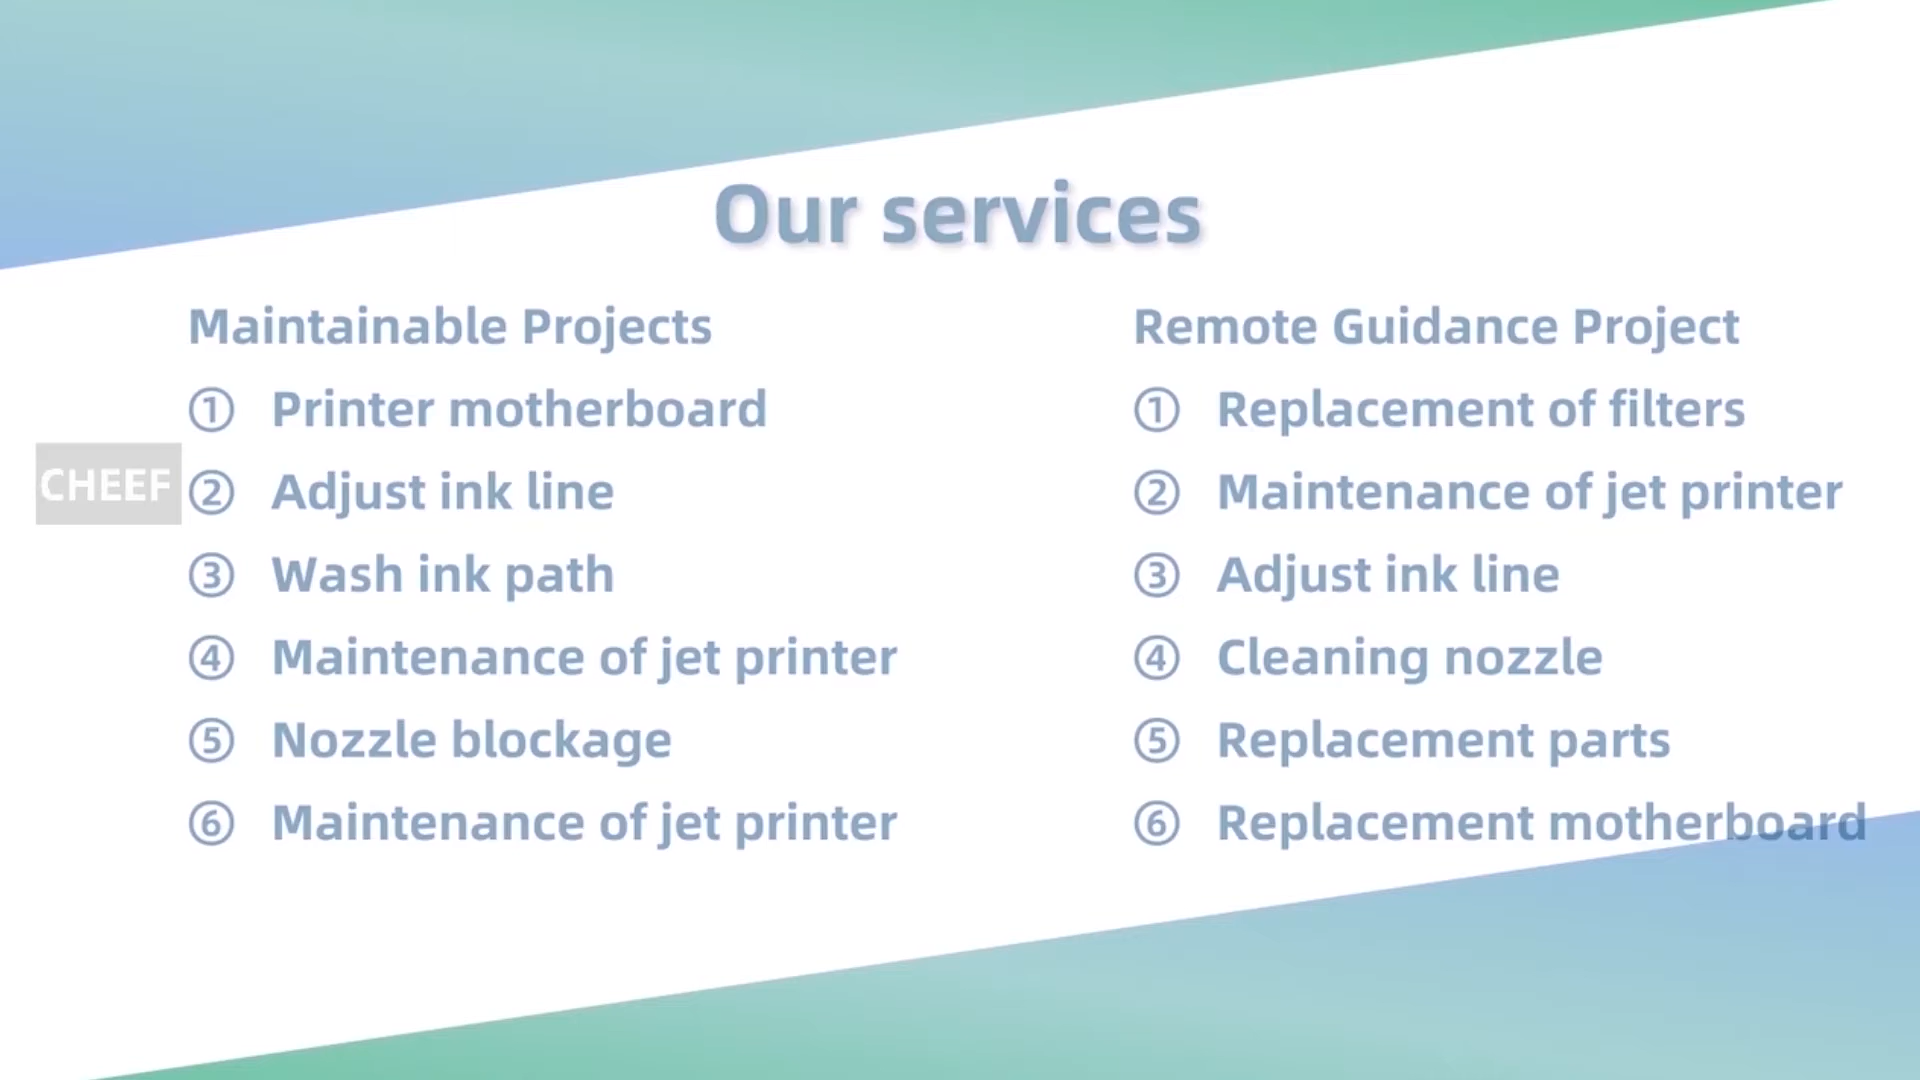 Our services
Maintainable Projects
① Printer motherboard
② Adjust ink line
③ Wash ink path
④ Maintenance of jet printer
⑤ Nozzle blockage
⑥ Maintenance of jet printer
Remote Guidance Project
① Replacement of filters
② Maintenance of jet printer
③ Adjust ink line
④ Cleaning nozzle
⑤ Replacement parts
⑥ Replacement motherboard
CHEEF